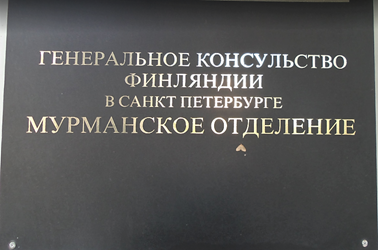 ГЕНЕРАЛЬНОЕ КОНСУЛЬСТВО
ФИНЛЯНДИИ
В САНКТ ПЕТЕРБУРГЕ
МУРМАНСКОЕ ОТДЕЛЕНИЕ